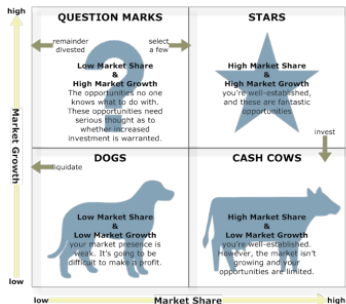 high
QUESTION MARKS
STARS
remainder
divested
select
a few
Low Market Share
&
High Market Growth
The opportunities no one
knows what to do with.
These opportunities need
serious thought as to
whether increased
investment is warranted.
High Market Share
&
High Market Growth
you're well-established,
and these are fantastic
opportunities
invest
Market Growth
DOGS
CASH COWS
liquidate
Low Market Share
&
Low Market Growth
your market presence is
weak. It's going to be
difficult to make a profit.
High Market Share
&
Low Market Growth
you're well-established.
However, the market isn't
growing and your
opportunities are limited.
low
low
Market Share
high